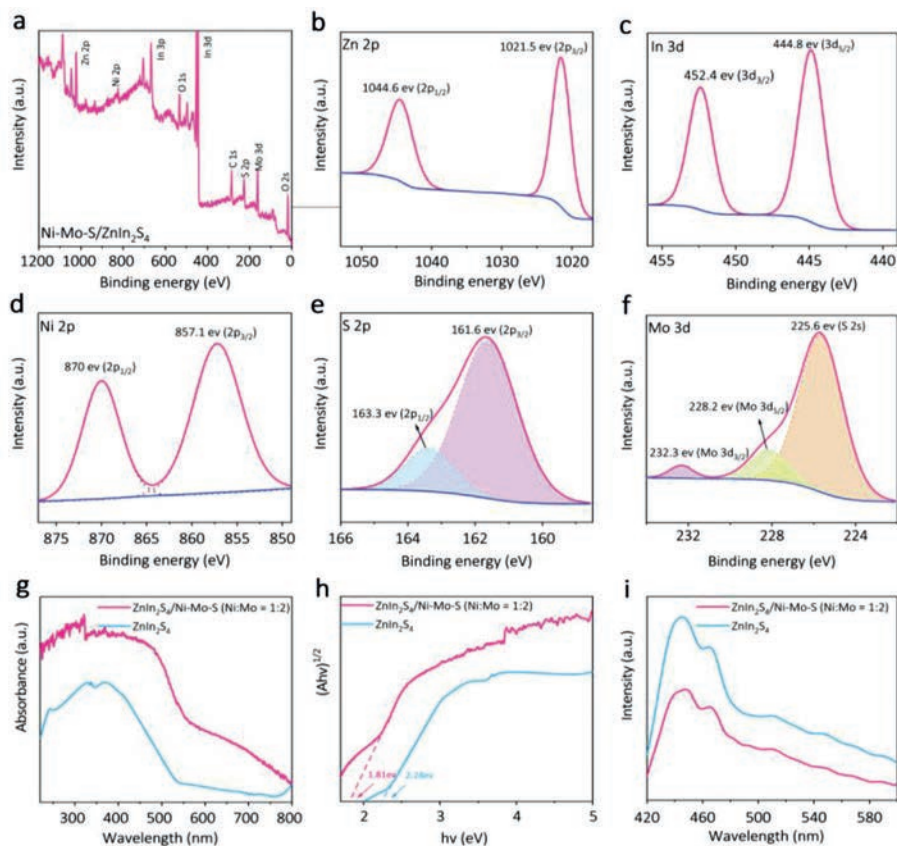 a
Intensity (a.u.)
Zn 2p
Ni 2p
In 3p
O 1s
In 3d
C 1s
S 2p
Mo 3d
O 2s
Ni-Mo-S/ZnIn₂S₄
1200 1000 800 600 400 200 0
Binding energy (eV)
b
Intensity (a.u.)
Zn 2p
1021.5 ev (2p₃/₂)
1044.6 ev (2p₁/₂)
1050 1040 1030 1020
Binding energy (eV)
c
Intensity (a.u.)
In 3d
444.8 ev (3d₅/₂)
452.4 ev (3d₃/₂)
455 450 445 440
Binding energy (eV)
d
Intensity (a.u.)
Ni 2p
857.1 ev (2p₃/₂)
870 ev (2p₁/₂)
875 870 865 860 855 850
Binding energy (eV)
e
Intensity (a.u.)
S 2p
161.6 ev (2p₃/₂)
163.3 ev (2p₁/₂)
166 164 162 160
Binding energy (eV)
f
Intensity (a.u.)
Mo 3d
225.6 ev (S 2s)
228.2 ev (Mo 3d₅/₂)
232.3 ev (Mo 3d₃/₂)
232 228 224
Binding energy (eV)
g
Absorbance (a.u.)
ZnIn₂S₄/Ni-Mo-S (Ni:Mo = 1:2)
ZnIn₂S₄
300 400 500 600 700 800
Wavelength (nm)
h
(Ahv)¹/²
ZnIn₂S₄/Ni-Mo-S (Ni:Mo = 1:2)
ZnIn₂S₄
1.81ev
2 3 4 5
hv (eV)
i
Intensity (a.u.)
ZnIn₂S₄
ZnIn₂S₄/Ni-Mo-S (Ni:Mo = 1:2)
420 460 500 540 580
Wavelength (nm)